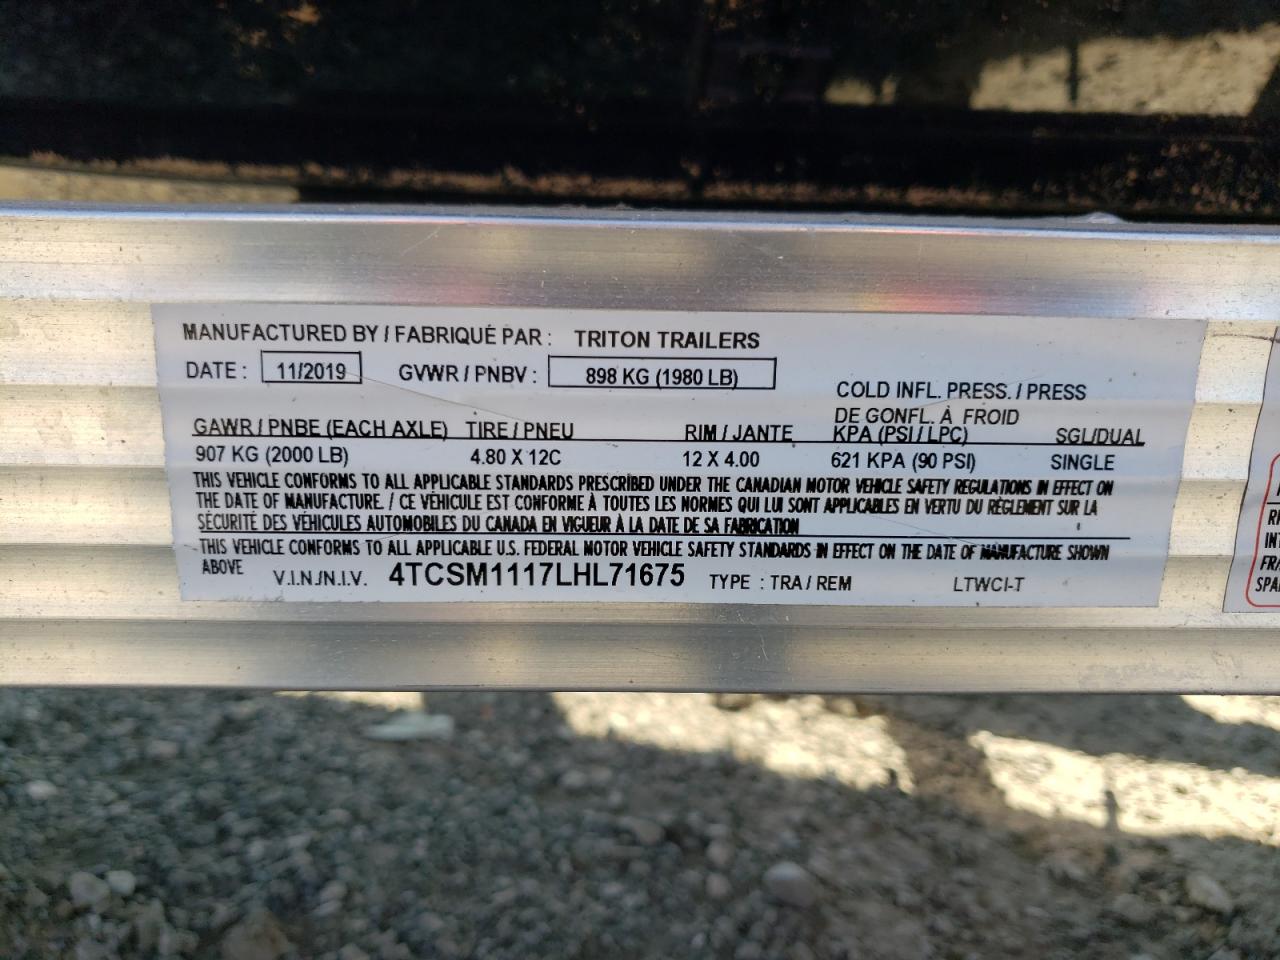 MANUFACTURED BY / FABRIQUÉ PAR : TRITON TRAILERS
DATE : 11/2019 GVWR / PNBV : 898 KG (1980 LB)
COLD INFL. PRESS. / PRESS
DE GONFL. À FROID
GAWR / PNBE (EACH AXLE) TIRE / PNEU RIM / JANTE KPA (PSI / LPC) SGL/DUAL
907 KG (2000 LB) 4.80 X 12C 12 X 4.00 621 KPA (90 PSI) SINGLE
THIS VEHICLE CONFORMS TO ALL APPLICABLE STANDARDS PRESCRIBED UNDER THE CANADIAN MOTOR VEHICLE SAFETY REGULATIONS IN EFFECT ON
THE DATE OF MANUFACTURE. / CE VÉHICULE EST CONFORME À TOUTES LES NORMES QUI LUI SONT APPLICABLES EN VERTU DU RÈGLEMENT SUR LA
SÉCURITÉ DES VÉHICULES AUTOMOBILES DU CANADA EN VIGUEUR À LA DATE DE SA FABRICATION
THIS VEHICLE CONFORMS TO ALL APPLICABLE U.S. FEDERAL MOTOR VEHICLE SAFETY STANDARDS IN EFFECT ON THE DATE OF MANUFACTURE SHOWN
ABOVE V.I.N./N.I.V. 4TCSM1117LHL71675 TYPE : TRA / REM LTWCI-T